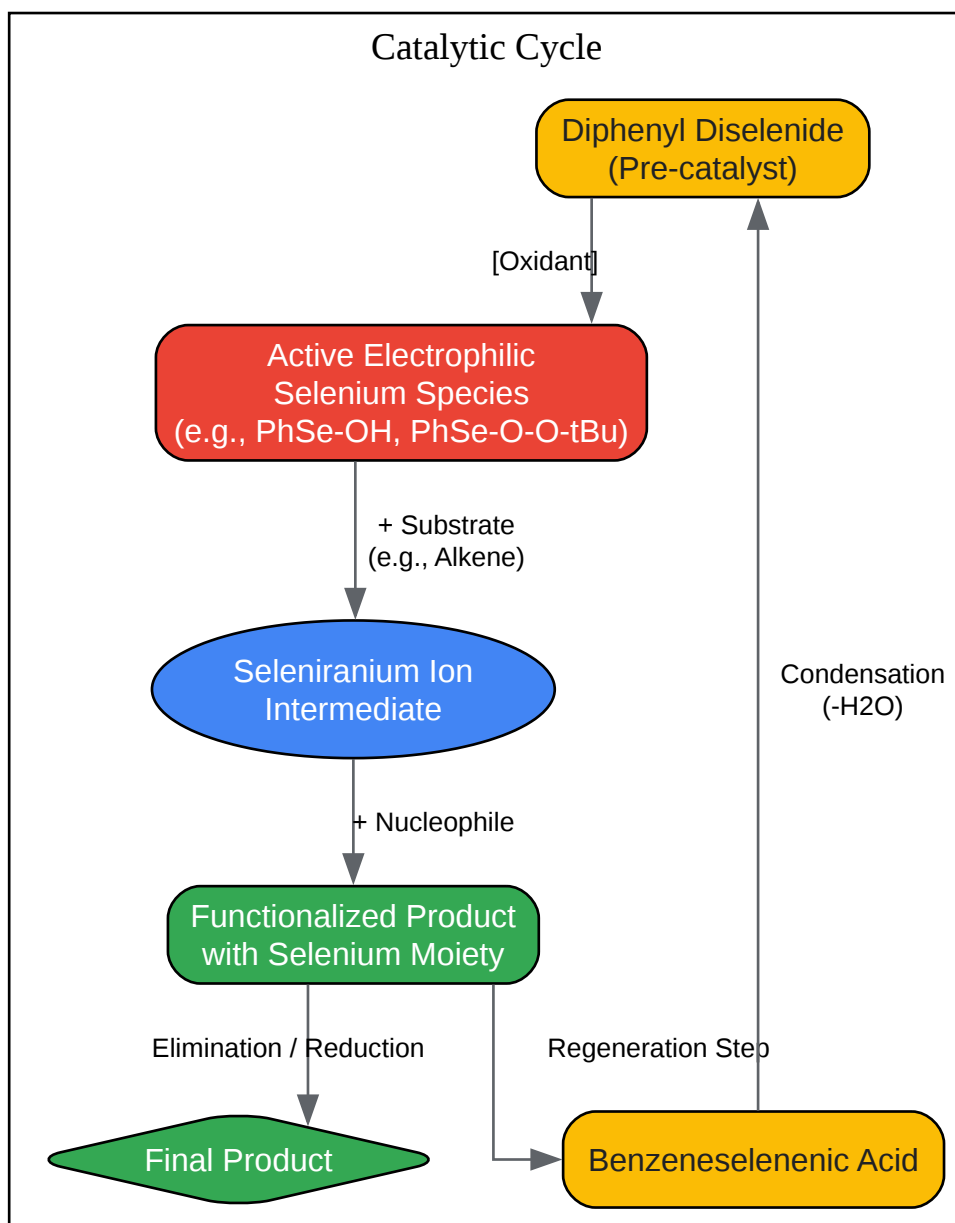 Catalytic Cycle
Diphenyl Diselenide
(Pre-catalyst)
[Oxidant]
Active Electrophilic
Selenium Species
(e.g., PhSe-OH, PhSe-O-O-tBu)
+ Substrate
(e.g., Alkene)
Seleniranium Ion
Intermediate
Condensation
(-H2O)
+ Nucleophile
Functionalized Product
with Selenium Moiety
Elimination / Reduction
Regeneration Step
Final Product
Benzeneselenenic Acid